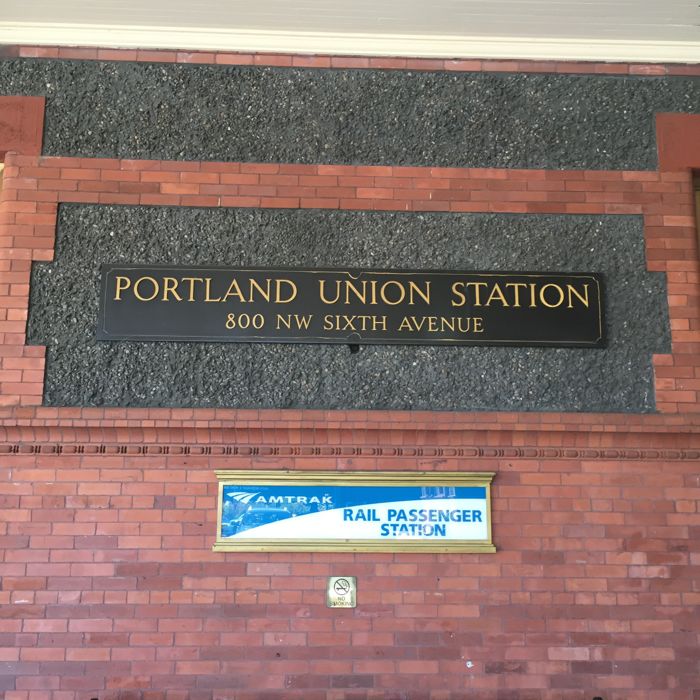 PORTLAND UNION STATION
800 NW SIXTH AVENUE
AMTRAK
RAIL PASSENGER
STATION
NO
SMOKING